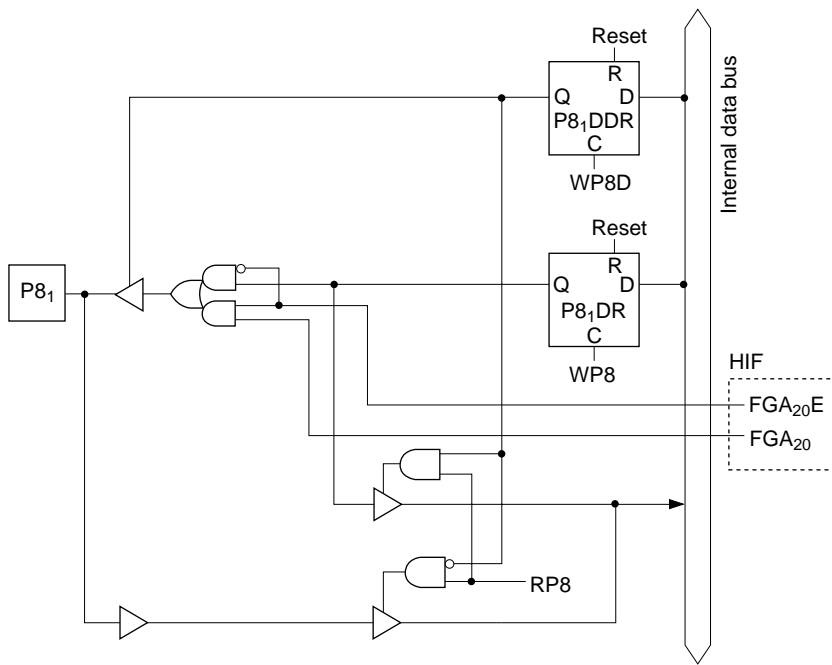 Reset
R
Q D
P8₁DDR
C
WP8D
Internal data bus
Reset
R
Q D
P8₁DR
C
WP8
P8₁
HIF
FGA₂₀E
FGA₂₀
RP8